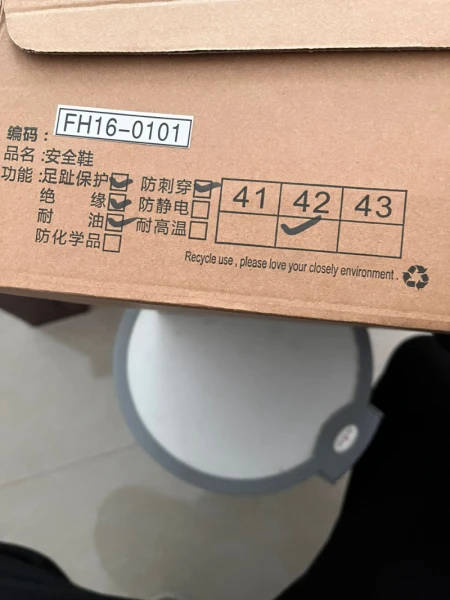 编码：FH16-0101
品名：安全鞋
功能：足趾保护☑ 防刺穿☑
绝缘☑ 防静电□
耐油☑ 耐高温□
防化学品□
41 42 43
✓
Recycle use , please love your closely environment .